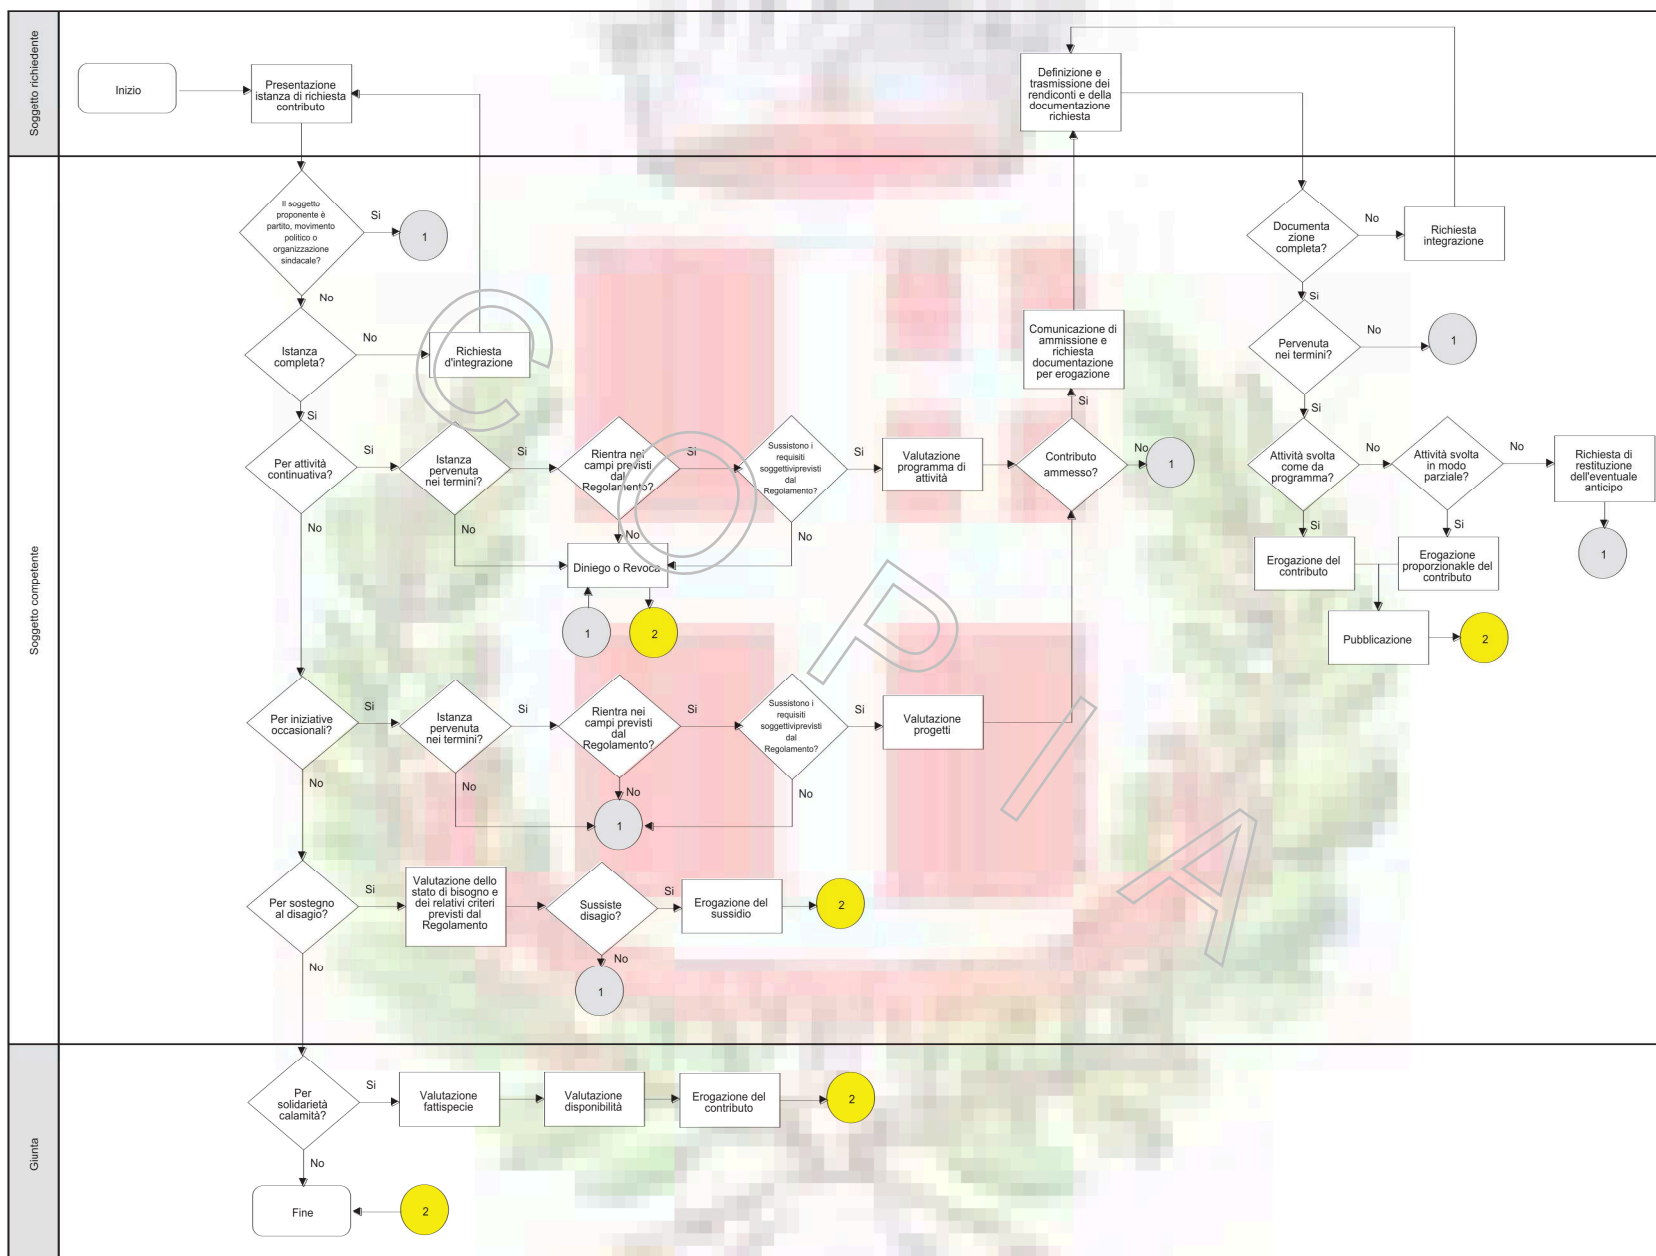 Soggetto richiedente
Inizio
Presentazione
istanza di richiesta
contributo
Definizione e
trasmissione dei
rendiconti e della
documentazione
richiesta
Soggetto competente
Il soggetto
proponente è
partito, movimento
politico o
organizzazione
sindacale?
Si
1
No
Istanza
completa?
No
Richiesta
d'integrazione
Si
Per attività
continuativa?
Si
Istanza
pervenuta
nei termini?
Si
Rientra nei
campi previsti
dal
Regolamento?
Si
Sussistono i
requisiti
soggettiviprevisti
dal
Regolamento?
Si
Valutazione
programma di
attività
Contributo
ammesso?
No
1
Si
Comunicazione di
ammissione e
richiesta
documentazione
per erogazione
No
No
No
No
Diniego o Revoca
1
2
Documenta
zione
completa?
No
Richiesta
integrazione
Si
Pervenuta
nei termini?
No
1
Si
Attività svolta
come da
programma?
No
Attività svolta
in modo
parziale?
No
Richiesta di
restituzione
dell'eventuale
anticipo
1
Si
Si
Erogazione del
contributo
Erogazione
proporzionakle del
contributo
Pubblicazione
2
Per iniziative
occasionali?
Si
Istanza
pervenuta
nei termini?
Si
Rientra nei
campi previsti
dal
Regolamento?
Si
Sussistono i
requisiti
soggettiviprevisti
dal
Regolamento?
Si
Valutazione
progetti
No
No
No
No
1
Per sostegno
al disagio?
Si
Valutazione dello
stato di bisogno e
dei relativi criteri
previsti dal
Regolamento
Sussiste
disagio?
Si
Erogazione del
sussidio
2
No
No
1
Giunta
Per
solidarietà
calamità?
Si
Valutazione
fattispecie
Valutazione
disponibilità
Erogazione del
contributo
2
No
Fine
2
COPIA